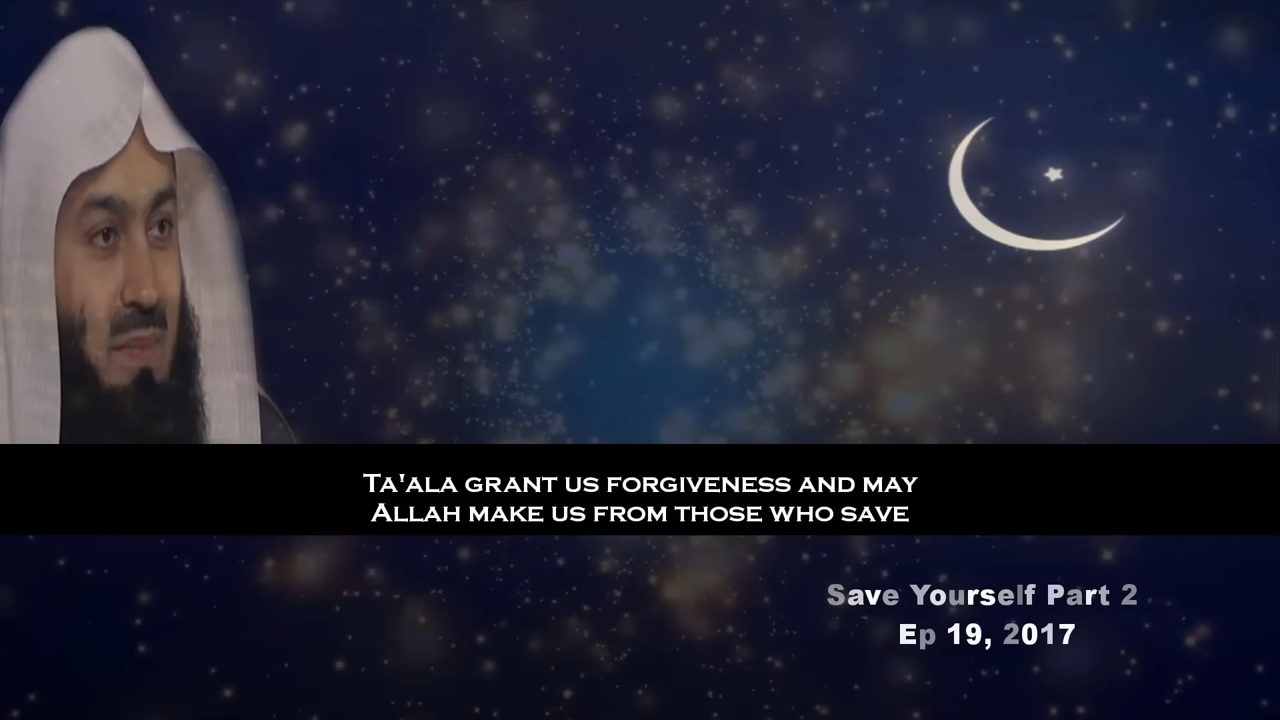 Ta'ala grant us forgiveness and may
Allah make us from those who save
Save Yourself Part 2
Ep 19, 2017